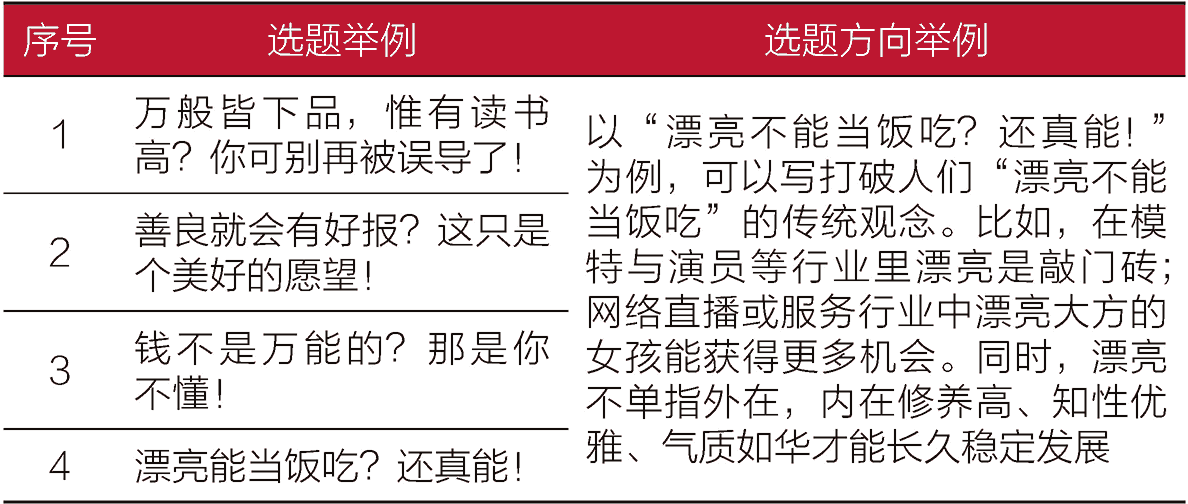 序号 选题举例 选题方向举例
1
万般皆下品，惟有读书
高？你可别再被误导了！
2
善良就会有好报？这只是
个美好的愿望！
3
钱不是万能的？那是你
不懂！
4
漂亮能当饭吃？还真能！
以“漂亮不能当饭吃？还真能！”
为例，可以写打破人们“漂亮不能
当饭吃”的传统观念。比如，在模
特与演员等行业里漂亮是敲门砖；
网络直播或服务行业中漂亮大方的
女孩能获得更多机会。同时，漂亮
不单指外在，内在修养高、知性优
雅、气质如华才能长久稳定发展